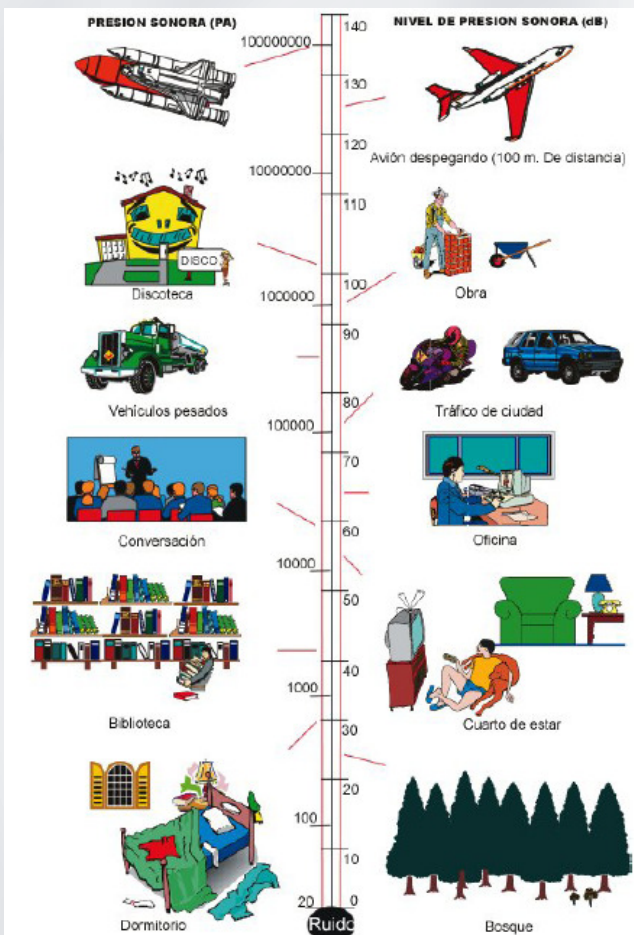 PRESION SONORA (PA)
NIVEL DE PRESION SONORA (dB)
140
100000000
130
120
Avión despegando (100 m. De distancia)
10000000
110
DISCO
100
Discoteca
1000000
Obra
90
80
Vehículos pesados
Tráfico de ciudad
100000
70
60
Conversación
Oficina
10000
50
40
1000
30
Biblioteca
Cuarto de estar
20
100
10
20
0
Dormitorio
Ruido
Bosque